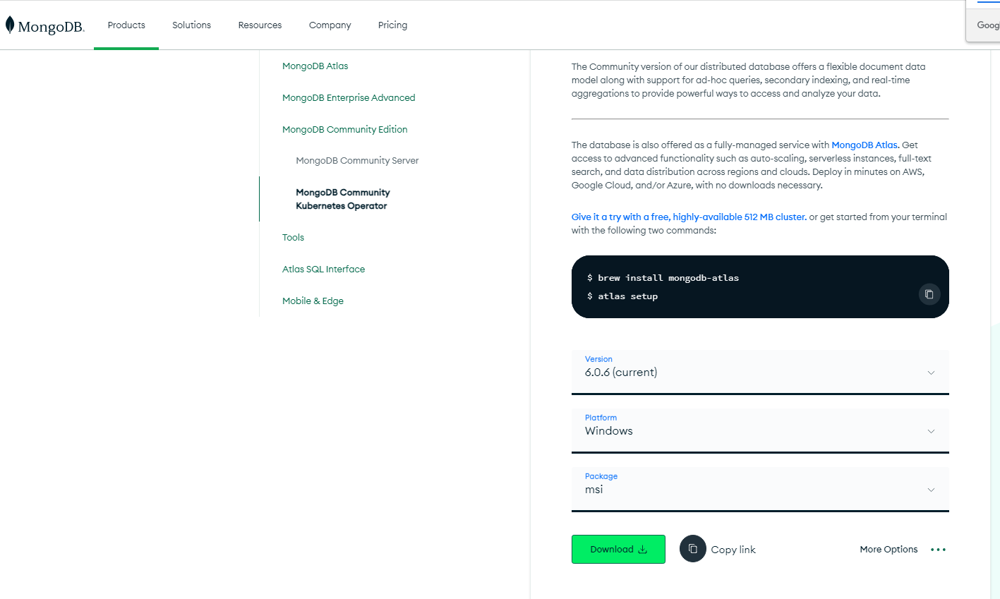 MongoDB.
Products
Solutions
Resources
Company
Pricing
MongoDB Atlas
MongoDB Enterprise Advanced
MongoDB Community Edition
MongoDB Community Server
MongoDB Community
Kubernetes Operator
Tools
Atlas SQL Interface
Mobile & Edge
The Community version of our distributed database offers a flexible document data
model along with support for ad-hoc queries, secondary indexing, and real-time
aggregations to provide powerful ways to access and analyze your data.
The database is also offered as a fully-managed service with MongoDB Atlas. Get
access to advanced functionality such as auto-scaling, serverless instances, full-text
search, and data distribution across regions and clouds. Deploy in minutes on AWS,
Google Cloud, and/or Azure, with no downloads necessary.
Give it a try with a free, highly-available 512 MB cluster. or get started from your terminal
with the following two commands:
$ brew install mongodb-atlas
$ atlas setup
Version
6.0.6 (current)
Platform
Windows
Package
msi
Download
Copy link
More Options